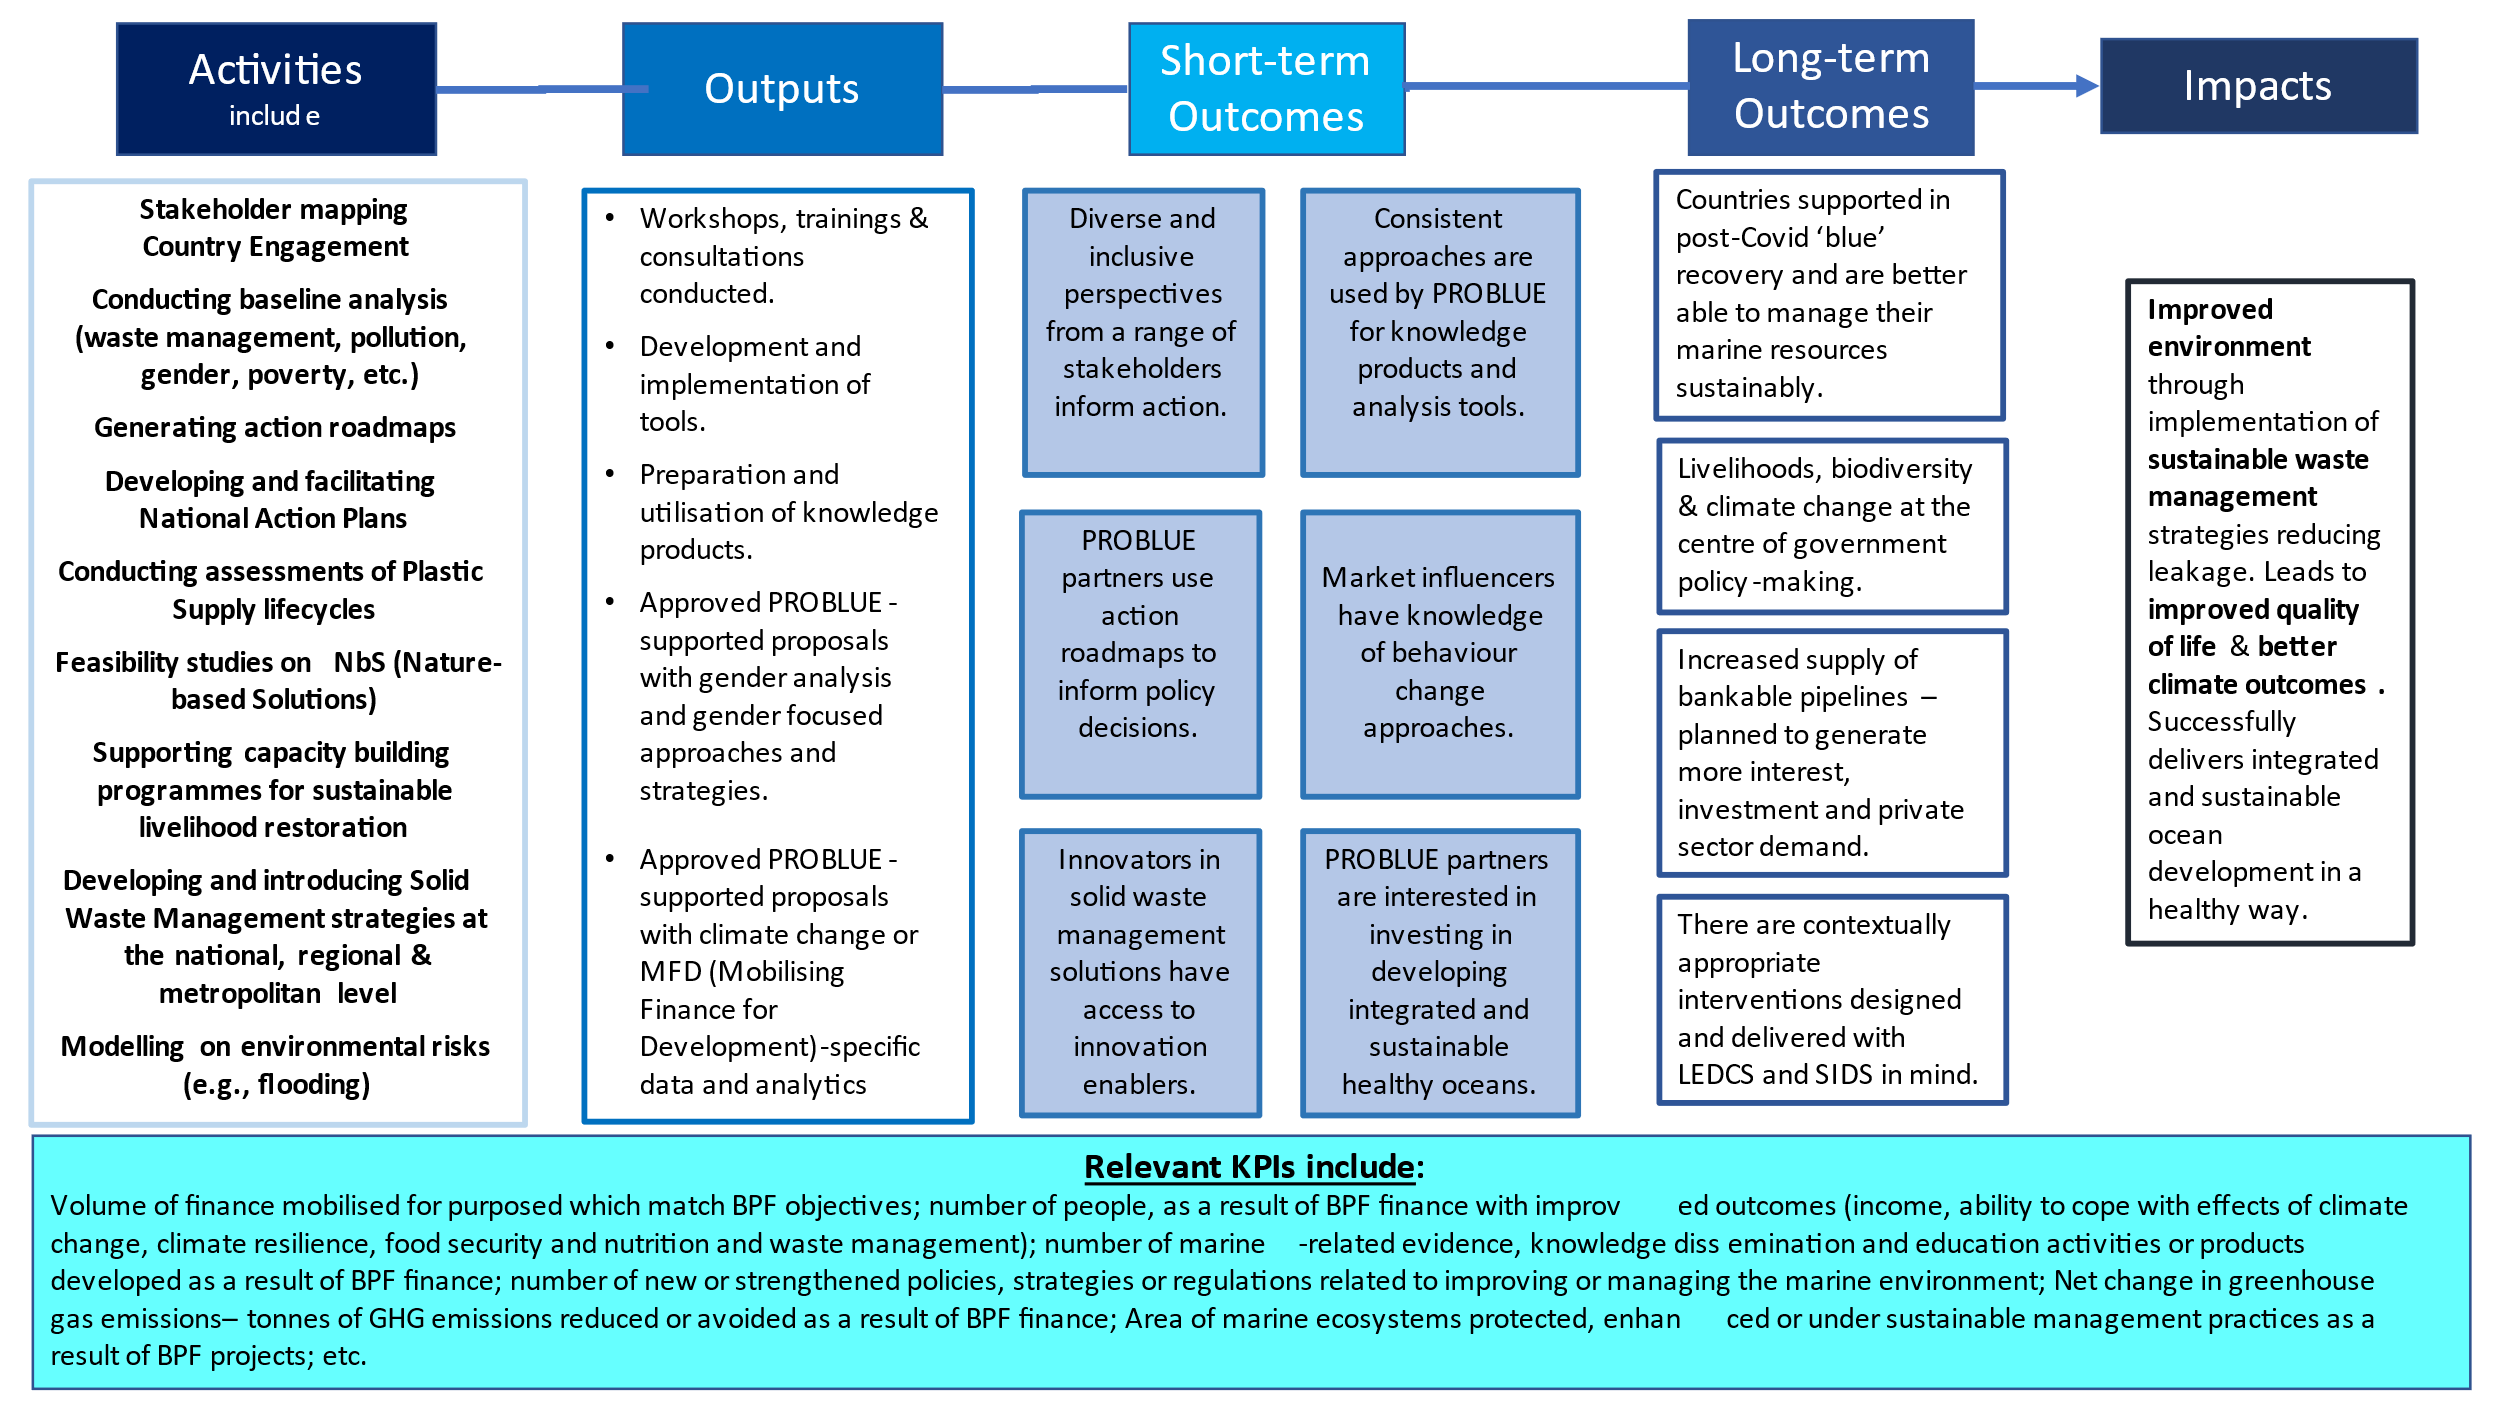 Activities
include
Outputs
Short-term
Outcomes
Long-term
Outcomes
Impacts
Stakeholder mapping
Country Engagement
Conducting baseline analysis
(waste management, pollution,
gender, poverty, etc.)
Generating action roadmaps
Developing and facilitating
National Action Plans
Conducting assessments of Plastic
Supply lifecycles
Feasibility studies on NbS (Nature-
based Solutions)
Supporting capacity building
programmes for sustainable
livelihood restoration
Developing and introducing Solid
Waste Management strategies at
the national, regional &
metropolitan level
Modelling on environmental risks
(e.g., flooding)
• Workshops, trainings &
consultations
conducted.
• Development and
implementation of
tools.
• Preparation and
utilisation of knowledge
products.
• Approved PROBLUE-
supported proposals
with gender analysis
and gender focused
approaches and
strategies.
• Approved PROBLUE-
supported proposals
with climate change or
MFD (Mobilising
Finance for
Development)-specific
data and analytics
Diverse and
inclusive
perspectives
from a range of
stakeholders
inform action.
Consistent
approaches are
used by PROBLUE
for knowledge
products and
analysis tools.
PROBLUE
partners use
action
roadmaps to
inform policy
decisions.
Market influencers
have knowledge
of behaviour
change
approaches.
Innovators in
solid waste
management
solutions have
access to
innovation
enablers.
PROBLUE partners
are interested in
investing in
developing
integrated and
sustainable
healthy oceans.
Countries supported in
post-Covid ‘blue’
recovery and are better
able to manage their
marine resources
sustainably.
Livelihoods, biodiversity
& climate change at the
centre of government
policy-making.
Increased supply of
bankable pipelines –
planned to generate
more interest,
investment and private
sector demand.
There are contextually
appropriate
interventions designed
and delivered with
LEDCS and SIDS in mind.
Improved
environment
through
implementation of
sustainable waste
management
strategies reducing
leakage. Leads to
improved quality
of life & better
climate outcomes.
Successfully
delivers integrated
and sustainable
ocean
development in a
healthy way.
Relevant KPIs include:
Volume of finance mobilised for purposed which match BPF objectives; number of people, as a result of BPF finance with improved outcomes (income, ability to cope with effects of climate
change, climate resilience, food security and nutrition and waste management); number of marine-related evidence, knowledge dissemination and education activities or products
developed as a result of BPF finance; number of new or strengthened policies, strategies or regulations related to improving or managing the marine environment; Net change in greenhouse
gas emissions– tonnes of GHG emissions reduced or avoided as a result of BPF finance; Area of marine ecosystems protected, enhanced or under sustainable management practices as a
result of BPF projects; etc.